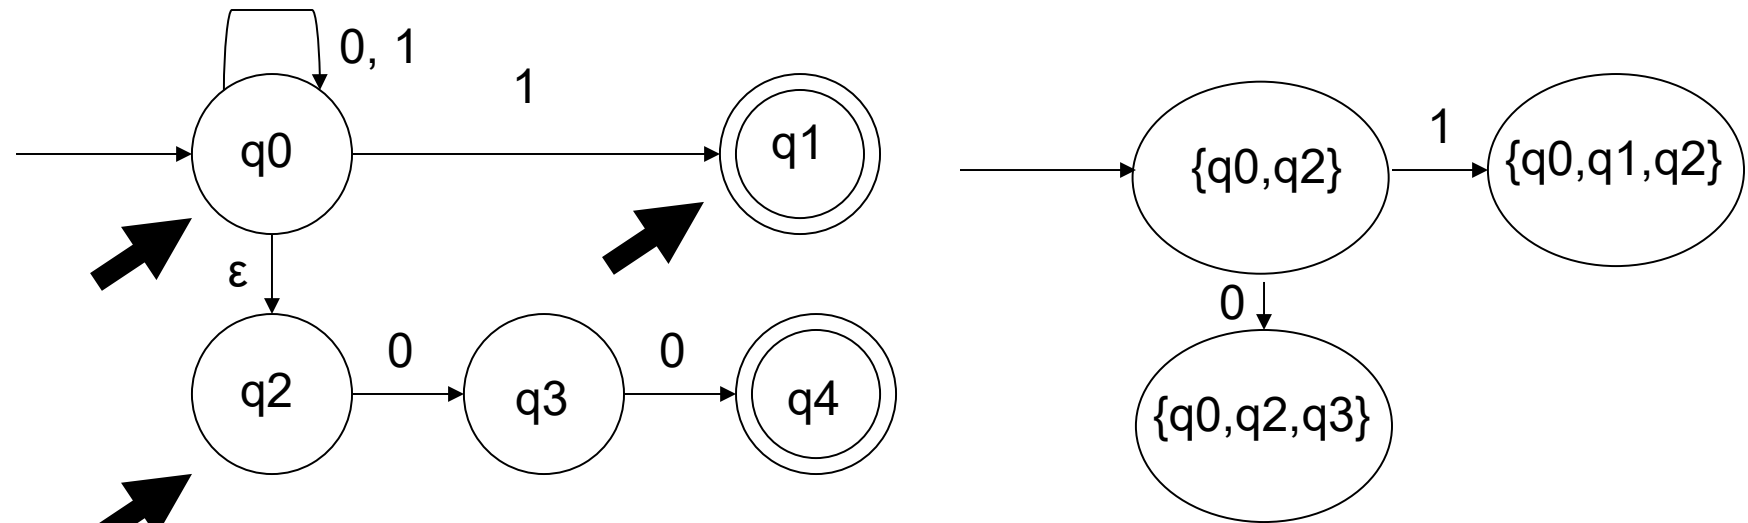 0, 1
1
q0
q1
ε
0
0
q2
q3
q4
1
{q0,q2}
{q0,q1,q2}
0
{q0,q2,q3}